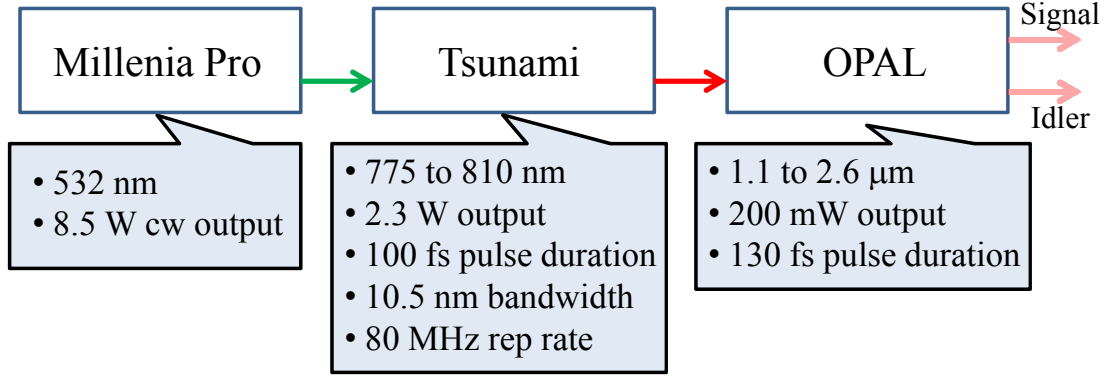 Millenia Pro
Tsunami
OPAL
Signal
Idler
• 532 nm
• 8.5 W cw output
• 775 to 810 nm
• 2.3 W output
• 100 fs pulse duration
• 10.5 nm bandwidth
• 80 MHz rep rate
• 1.1 to 2.6 μm
• 200 mW output
• 130 fs pulse duration